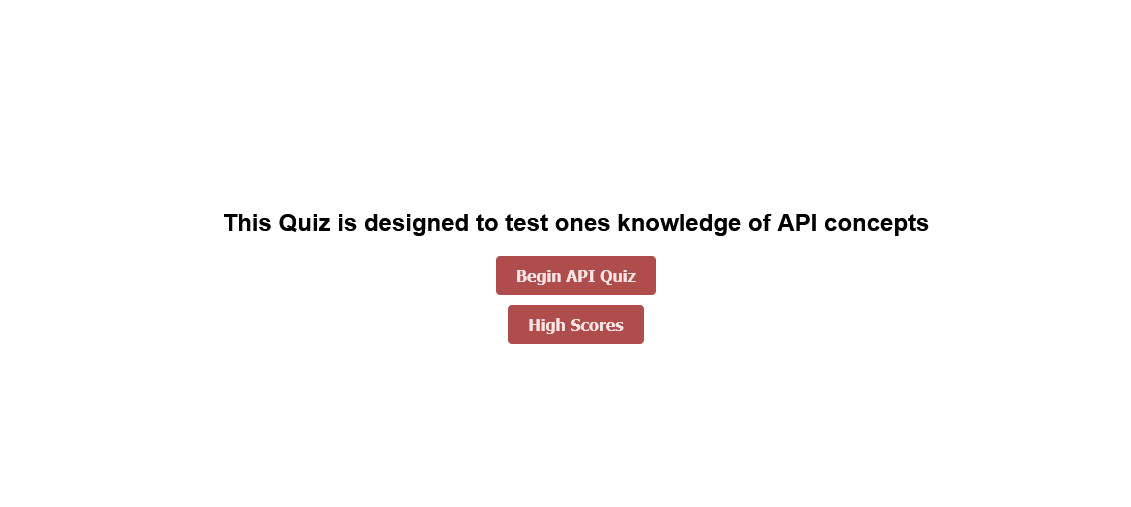 This Quiz is designed to test ones knowledge of API concepts
Begin API Quiz
High Scores